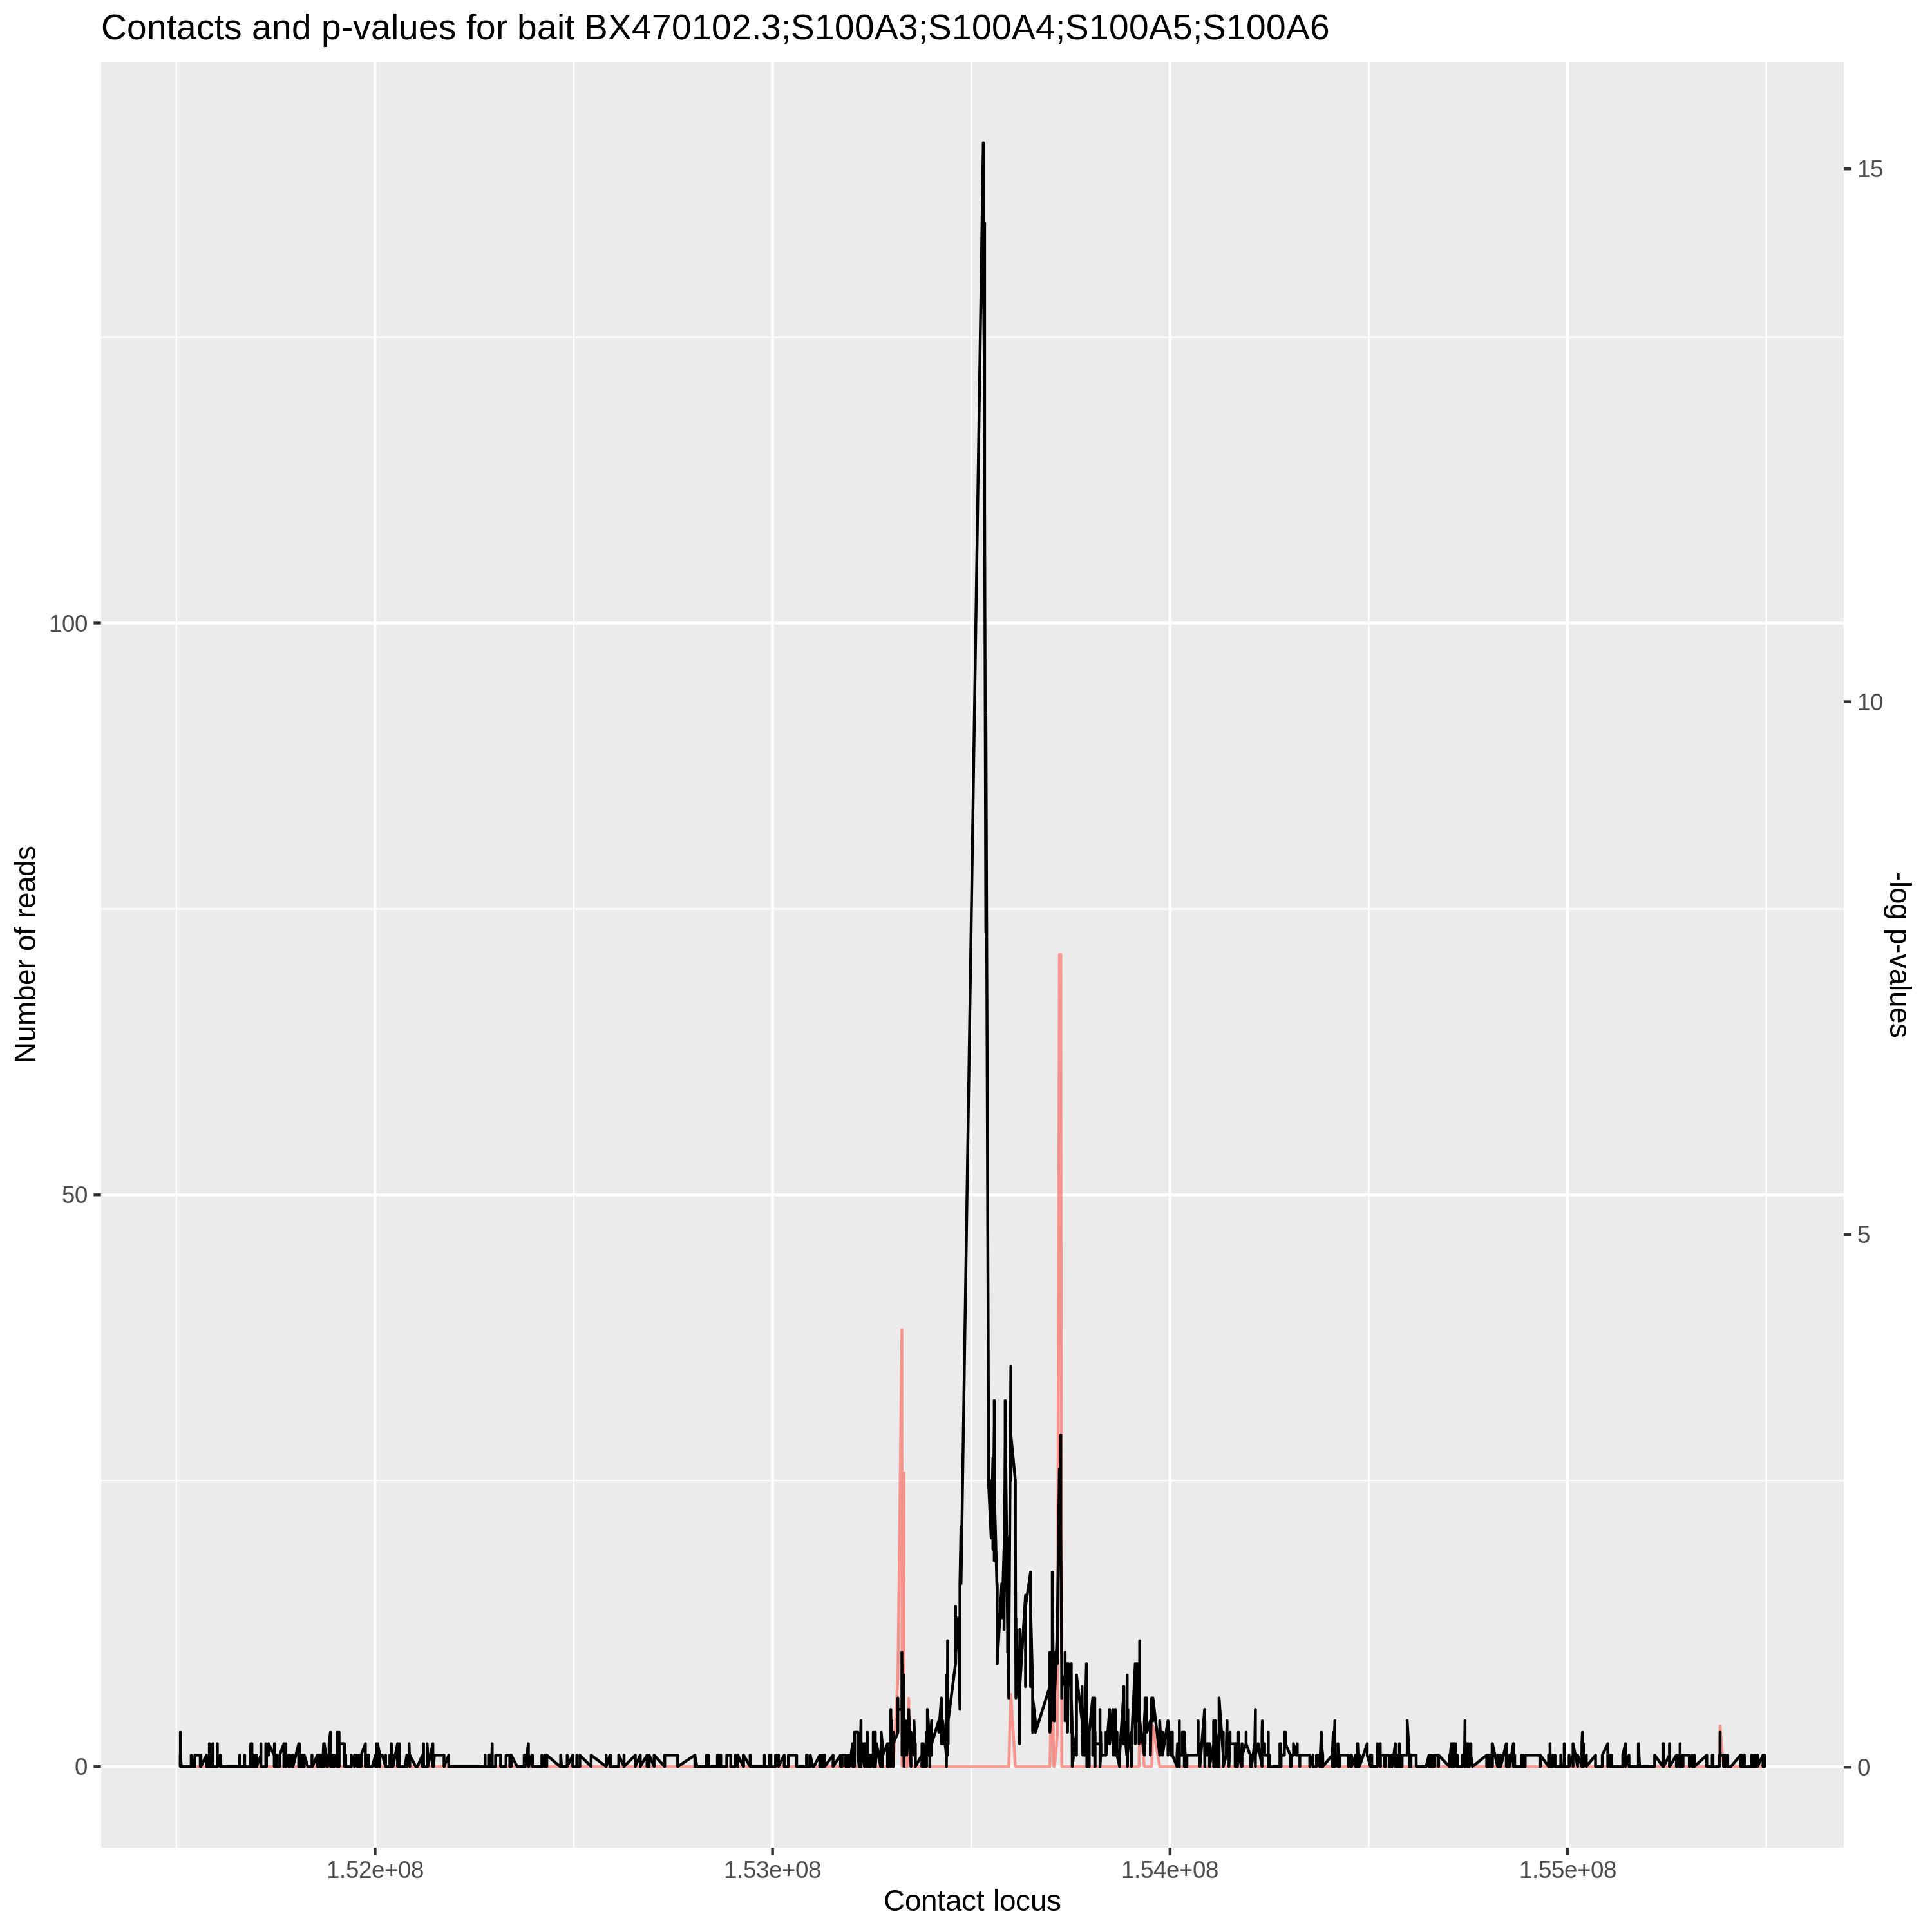 Contacts and p-values for bait BX470102.3;S100A3;S100A4;S100A5;S100A6
15
100
10
Number of reads
-log p-values
50
5
0
0
1.52e+08
1.53e+08
1.54e+08
1.55e+08
Contact locus